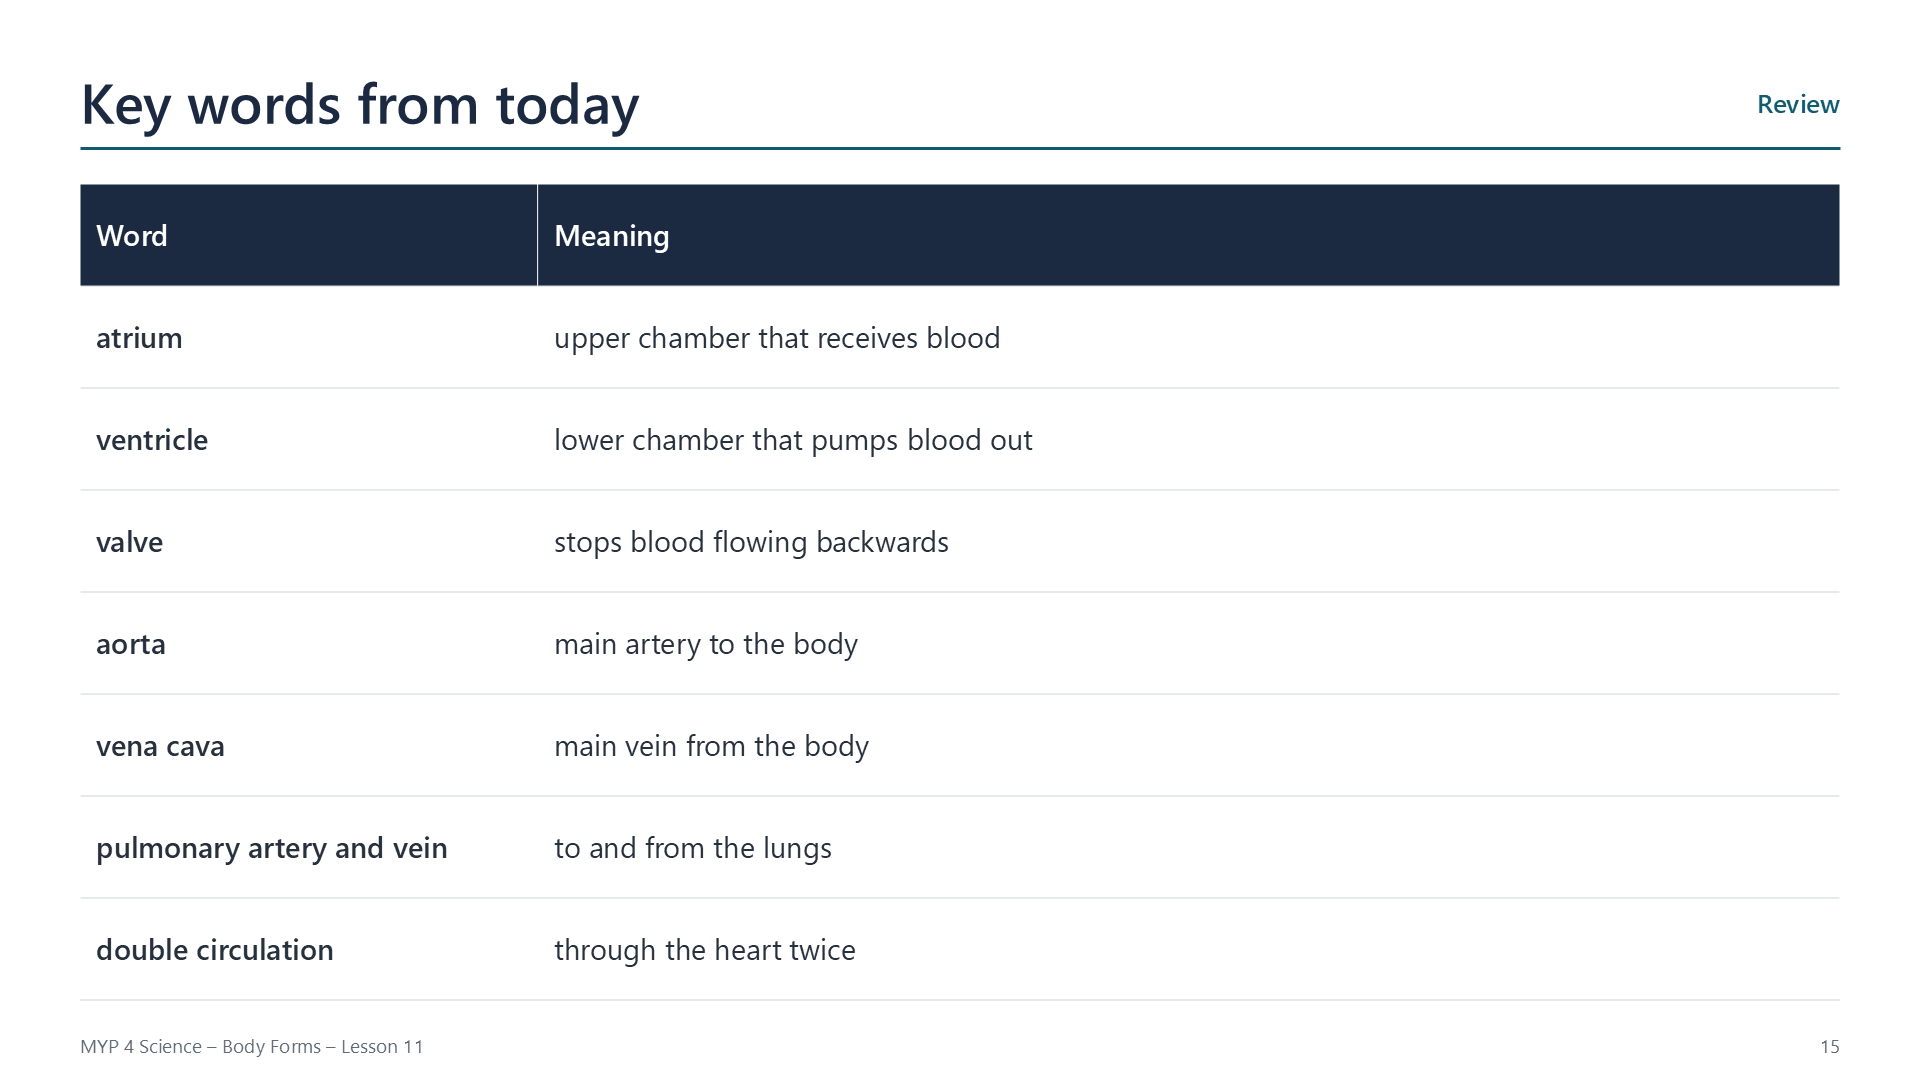 Key words from today
Review
Word Meaning
atrium upper chamber that receives blood
ventricle lower chamber that pumps blood out
valve stops blood flowing backwards
aorta main artery to the body
vena cava main vein from the body
pulmonary artery and vein to and from the lungs
double circulation through the heart twice
MYP 4 Science – Body Forms – Lesson 11
15